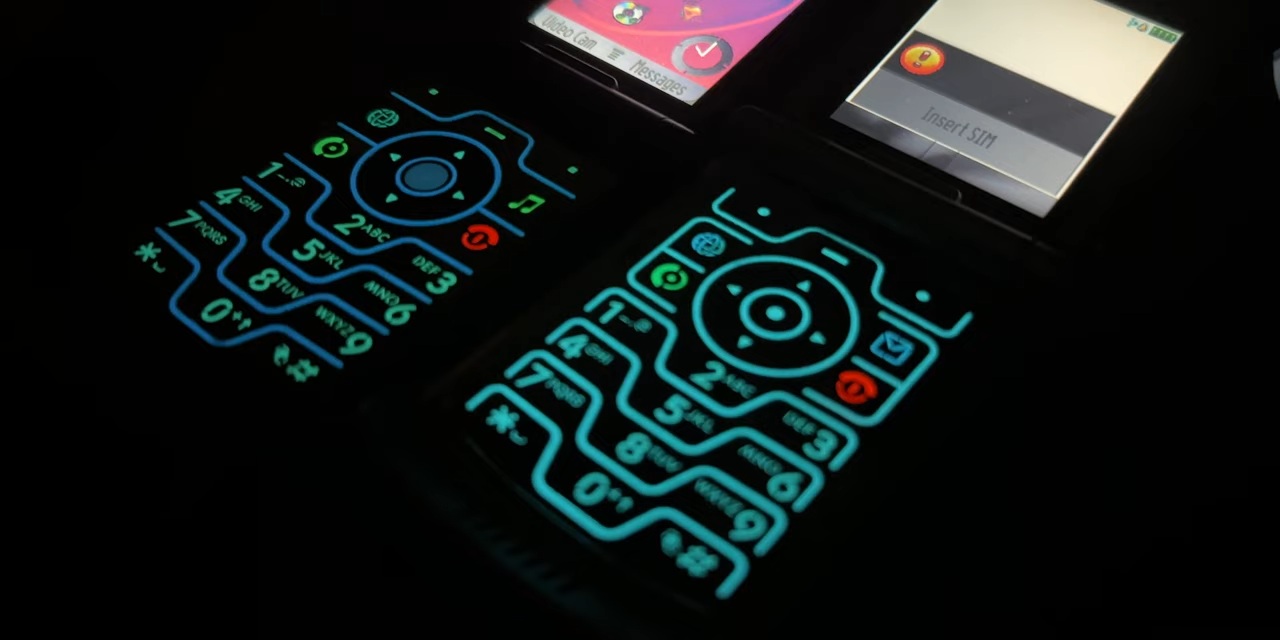 Video Cam
Messages
Insert SIM
1 -.@
2 ABC
DEF 3
4 GHI
5 JKL
MNO 6
7 PQRS
8 TUV
WXYZ 9
*
0 +
#
1 -.@
2 ABC
DEF 3
4 GHI
5 JKL
MNO 6
7 PQRS
8 TUV
WXYZ 9
*
0 +
#